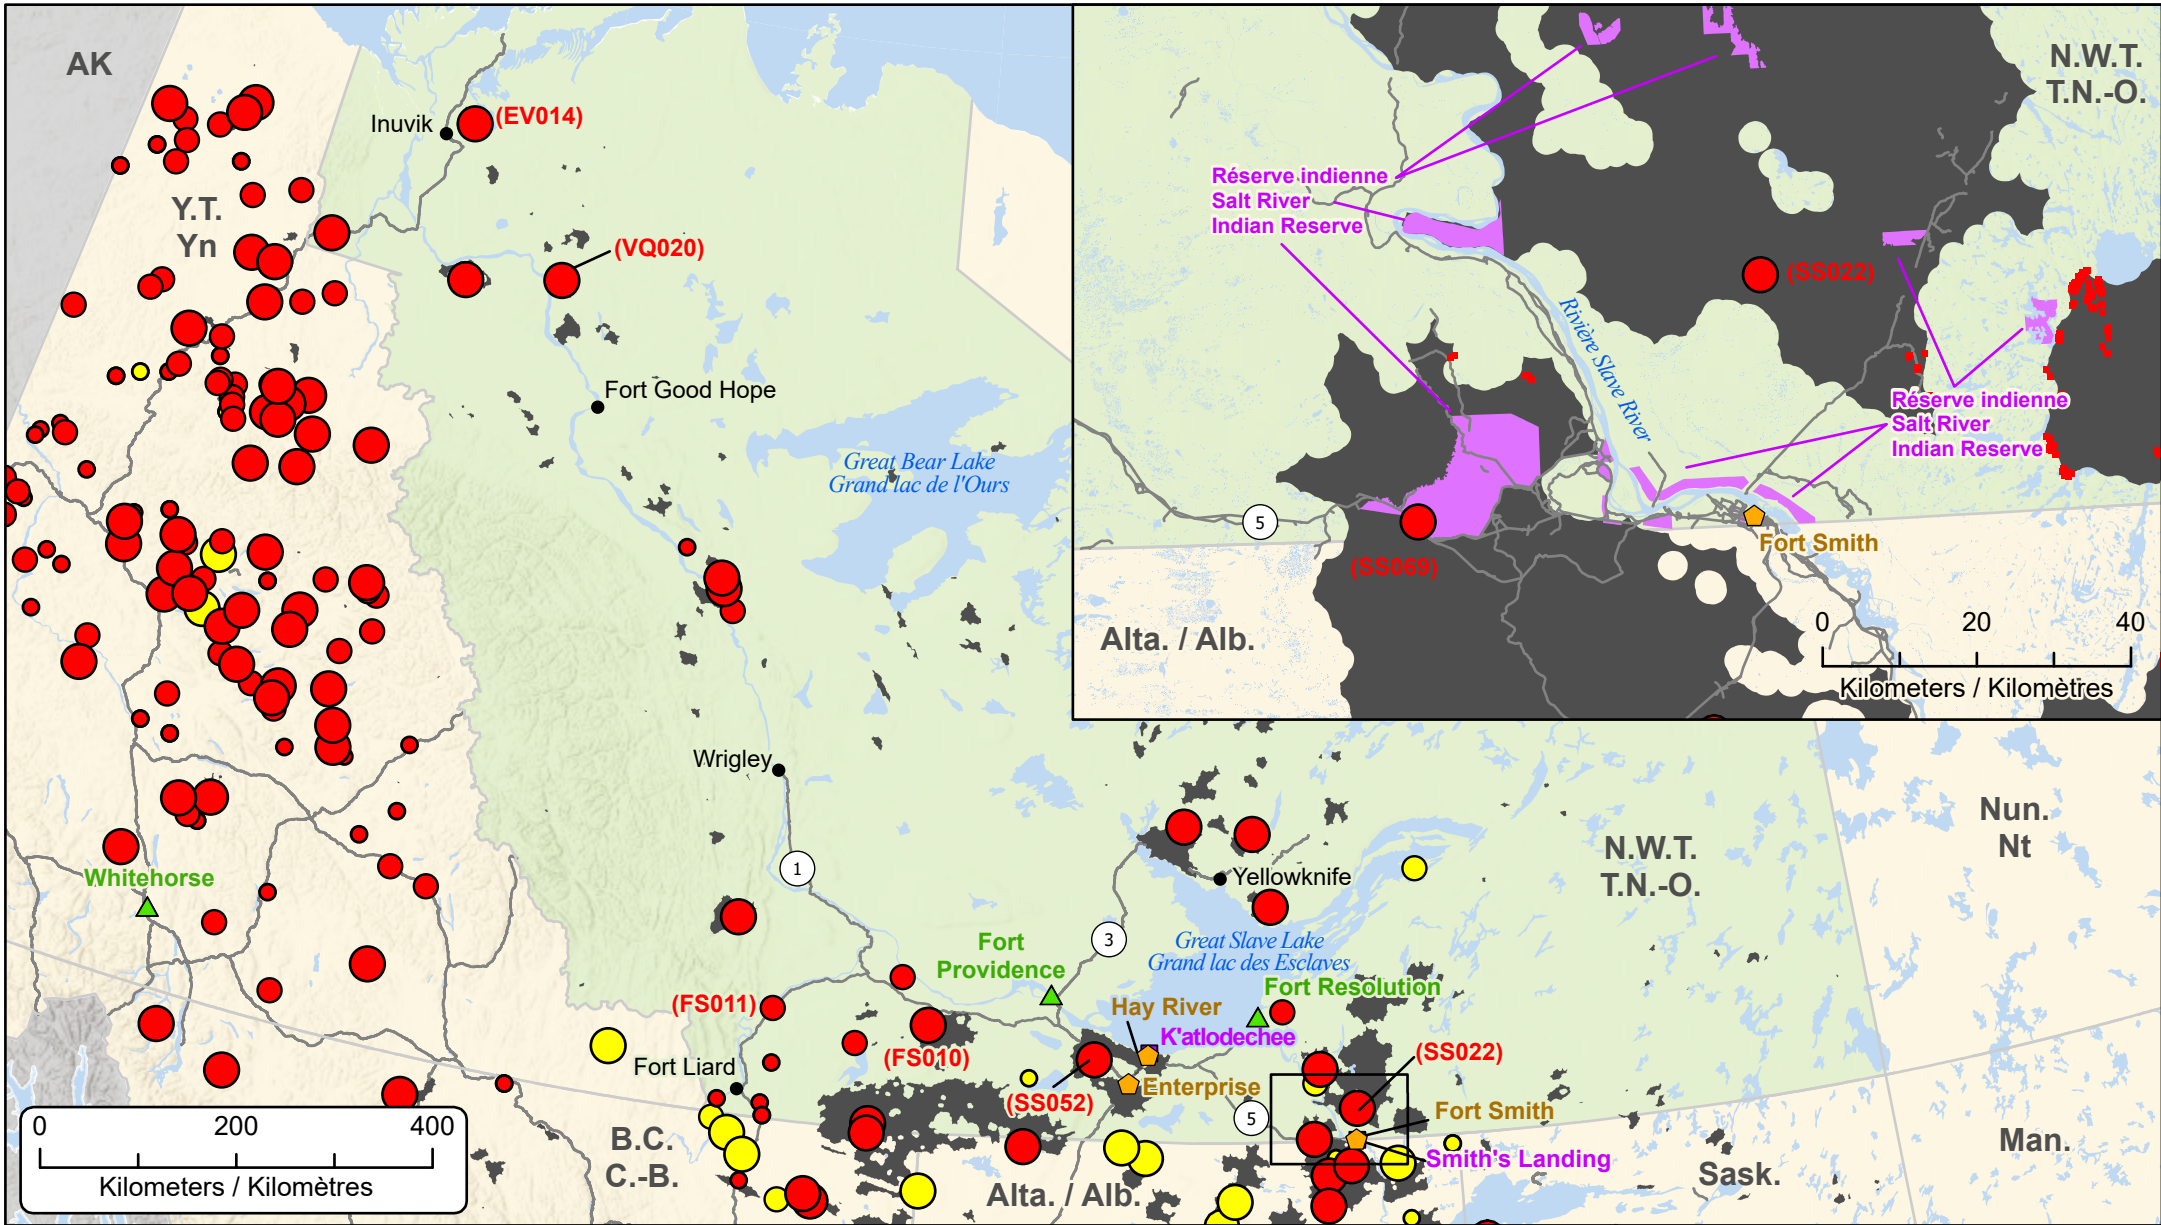 AK
Inuvik
(EV014)
Y.T.
Yn
(VQ020)
Fort Good Hope
Great Bear Lake
Grand lac de l'Ours
Wrigley
1
Whitehorse
Yellowknife
3
Fort
Providence
Great Slave Lake
Grand lac des Esclaves
Fort Resolution
Hay River
K'atlodechee
(FS011)
(FS010)
Fort Liard
(SS052)
Enterprise
(SS022)
5
Fort Smith
Smith's Landing
N.W.T.
T.N.-O.
Nun.
Nt
B.C.
C.-B.
Alta. / Alb.
Sask.
Man.
0 200 400
Kilometers / Kilomètres
N.W.T.
T.N.-O.
Réserve indienne
Salt River
Indian Reserve
(SS022)
Rivière Slave River
Réserve indienne
Salt River
Indian Reserve
5
(SS069)
Fort Smith
Alta. / Alb.
0 20 40
Kilometers / Kilomètres